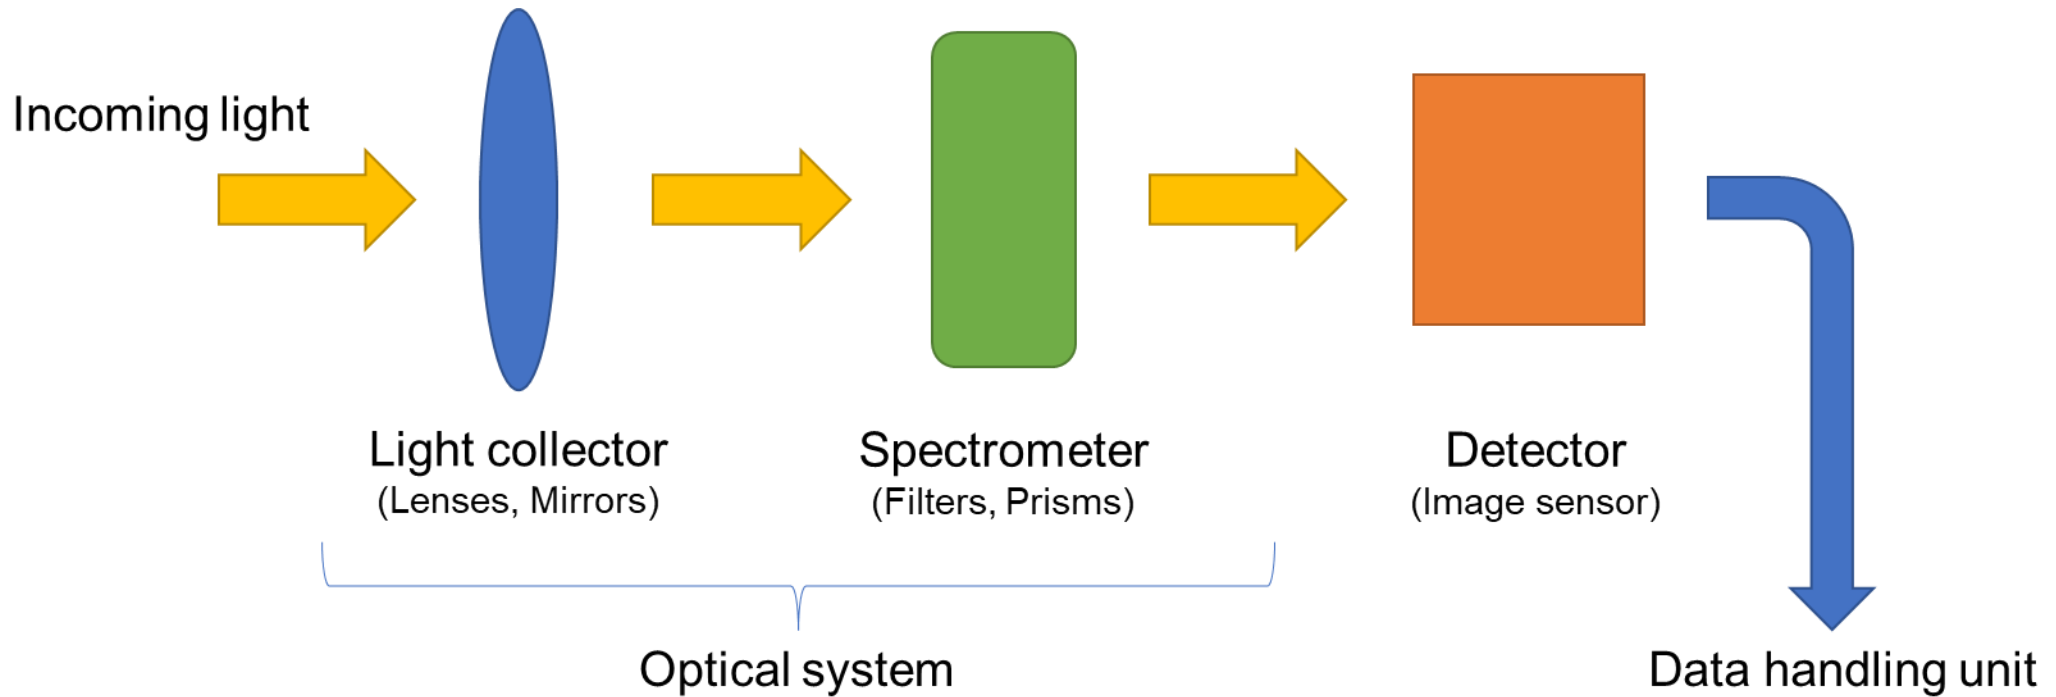 Incoming light
Light collector
(Lenses, Mirrors)
Spectrometer
(Filters, Prisms)
Detector
(Image sensor)
Optical system
Data handling unit